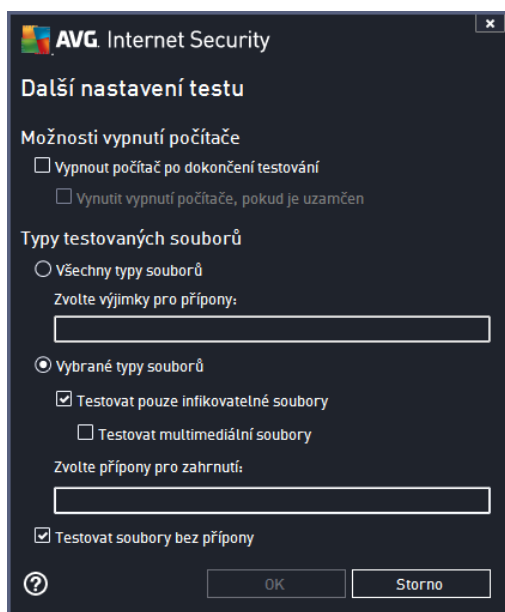 AVG. Internet Security
Další nastavení testu
Možnosti vypnutí počítače
Vypnout počítač po dokončení testování
Vynutit vypnutí počítače, pokud je uzamčen
Typy testovaných souborů
Všechny typy souborů
Zvolte výjimky pro přípony:
Vybrané typy souborů
Testovat pouze infikovatelné soubory
Testovat multimediální soubory
Zvolte přípony pro zahrnutí:
Testovat soubory bez přípony
OK Storno